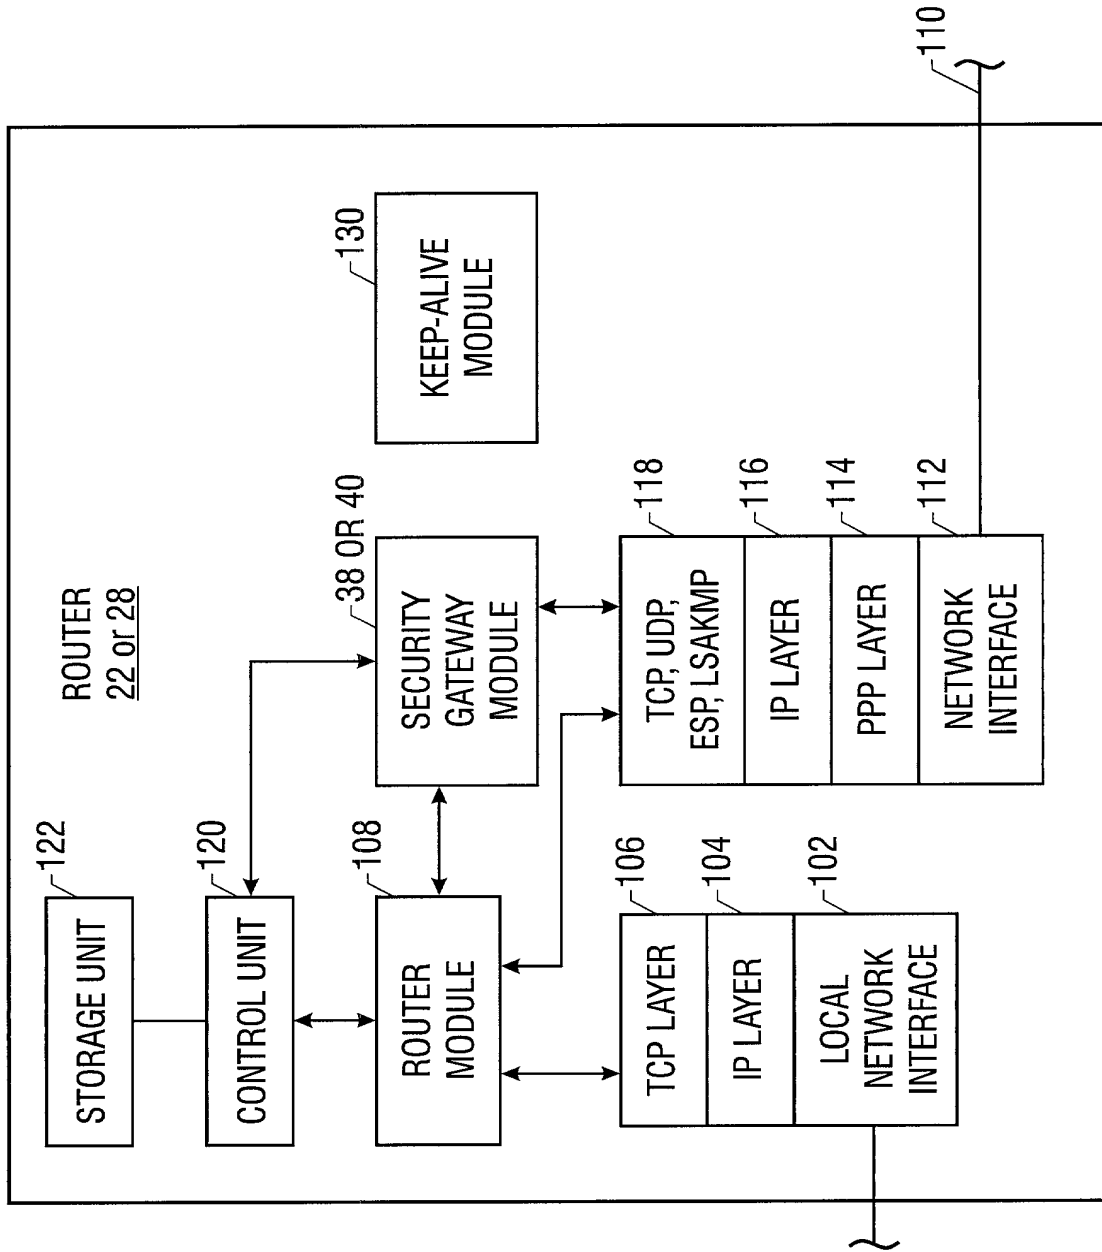 ROUTER
22 or 28
STORAGE UNIT
122
CONTROL UNIT
120
ROUTER
MODULE
108
SECURITY
GATEWAY
MODULE
38 OR 40
KEEP-ALIVE
MODULE
130
TCP LAYER
106
IP LAYER
104
LOCAL
NETWORK
INTERFACE
102
TCP, UDP,
ESP, LSAKMP
118
IP LAYER
116
PPP LAYER
114
NETWORK
INTERFACE
112
110